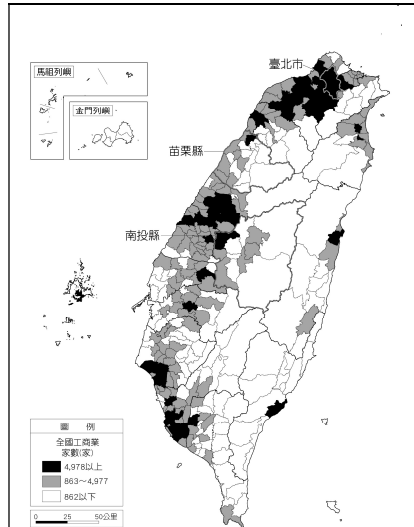 臺北市
馬祖列嶼
金門列嶼
苗栗縣
南投縣
圖 例
全國工商業
家數(家)
4,978以上
863～4,977
862以下
0 25 50公里